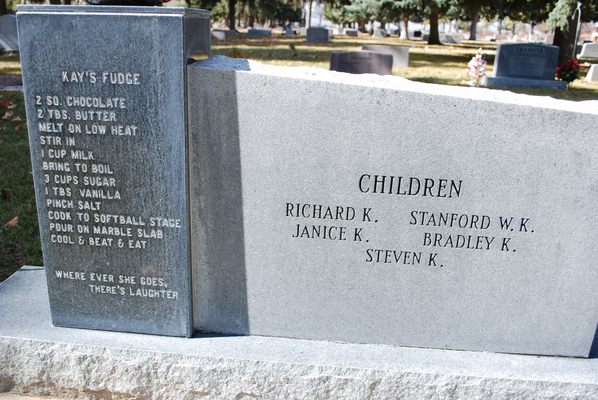 KAY'S FUDGE
2 SQ. CHOCOLATE
2 TBS. BUTTER
MELT ON LOW HEAT
STIR IN
1 CUP MILK
BRING TO BOIL
3 CUPS SUGAR
1 TBS. VANILLA
PINCH SALT
COOK TO SOFTBALL STAGE
POUR ON MARBLE SLAB
COOL & BEAT & EAT
WHERE EVER SHE GOES,
THERE'S LAUGHTER
CHILDREN
RICHARD K. STANFORD W. K.
JANICE K. BRADLEY K.
STEVEN K.